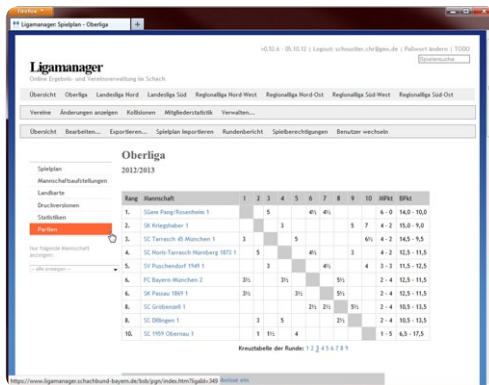 Firefox
Ligamanager: Spielplan - Oberliga
v0.12.6 - 05.10.12 | Logout: schuster.chr@gmx.de | Paßwort ändern | TODO
Spielersuche
Ligamanager
Online Ergebnis- und Vereinsverwaltung im Schach
Übersicht Oberliga Landesliga Nord Landesliga Süd Regionalliga Nord-West Regionalliga Nord-Ost Regionalliga Süd-West Regionalliga Süd-Ost
Vereine Änderungen anzeigen Kollisionen Mitgliederstatistik Verwalten...
Übersicht Bearbeiten... Exportieren... Spielplan importieren Rundenbericht Spielberechtigungen Benutzer wechseln
Oberliga
2012/2013
Spielplan
Mannschaftsaufstellungen
Landkarte
Druckversionen
Statistiken
Partien
Nur folgende Mannschaft
anzeigen:
-- alle anzeigen --
Rang Mannschaft 1 2 3 4 5 6 7 8 9 10 MPkt BPkt
1. SGem Pang/Rosenheim 1 5 4½ 4½ 6 - 0 14,0 - 10,0
2. SK Kriegshaber 1 3 5 7 4 - 2 15,0 - 9,0
3. SC Tarrasch 45 München 1 3 5 6½ 4 - 2 14,5 - 9,5
4. SC Noris-Tarrasch Nürnberg 1873 1 5 4½ 3 4 - 2 12,5 - 11,5
5. SV Puschendorf 1949 1 3 4½ 4 3 - 3 11,5 - 12,5
6. FC Bayern München 2 3½ 3½ 5½ 2 - 4 12,5 - 11,5
6. SK Passau 1869 1 3½ 3½ 5½ 2 - 4 12,5 - 11,5
8. SC Gröbenzell 1 2½ 2½ 5½ 2 - 4 10,5 - 13,5
8. SC Dillingen 1 3 5 2½ 2 - 4 10,5 - 13,5
10. SC 1959 Obernau 1 1 1½ 4 1 - 5 6,5 - 17,5
Kreuztabelle der Runde: 1 2 3 4 5 6 7 8 9
https://www.ligamanager.schachbund-bayern.de/bsb/pgn/index.htm?ligaId=349